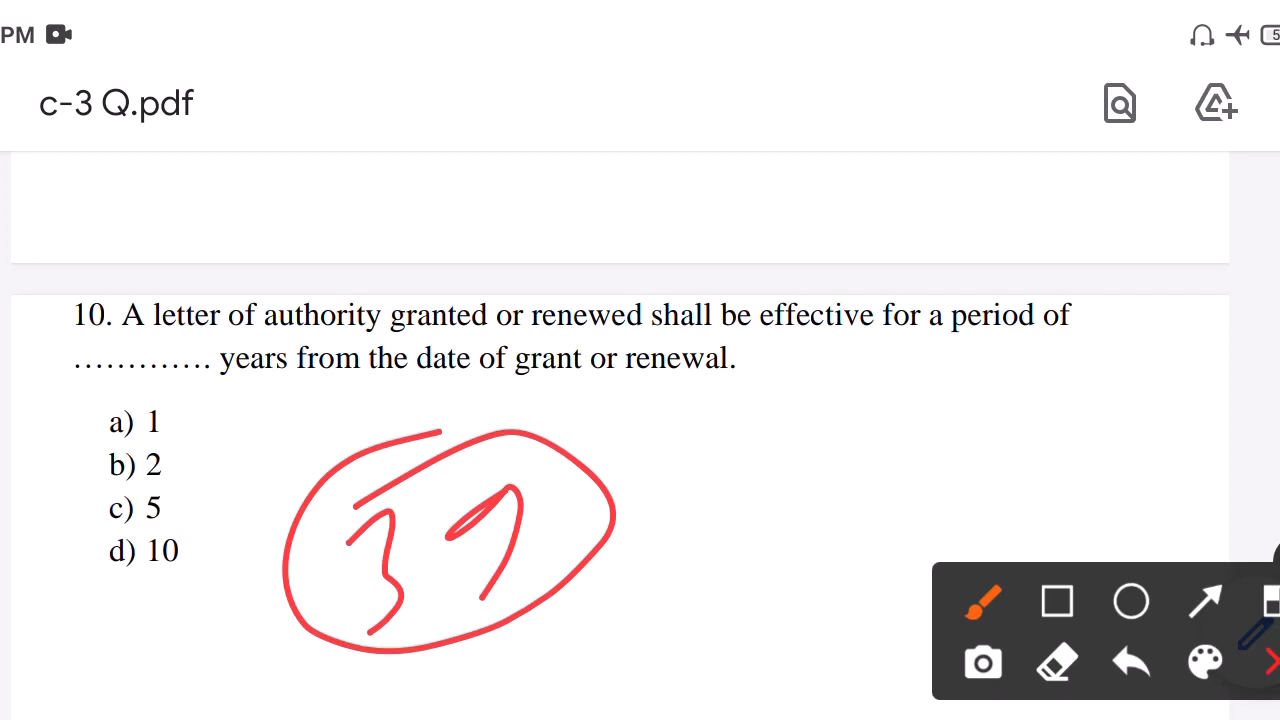 PM
5
c-3 Q.pdf
10. A letter of authority granted or renewed shall be effective for a period of
............. years from the date of grant or renewal.
a) 1
b) 2
c) 5
d) 10